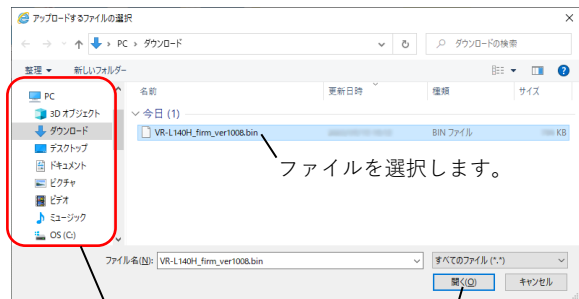 アップロードするファイルの選択
PC › ダウンロード
ダウンロードの検索
整理 新しいフォルダー
名前 更新日時 種類 サイズ
PC
3D オブジェクト
ダウンロード
デスクトップ
ドキュメント
ピクチャ
ビデオ
ミュージック
OS (C:)
今日 (1)
VR-L140H_firm_ver1008.bin BIN ファイル KB
ファイルを選択します。
ファイル名(N): VR-L140H_firm_ver1008.bin すべてのファイル (*.*)
開く(O) キャンセル